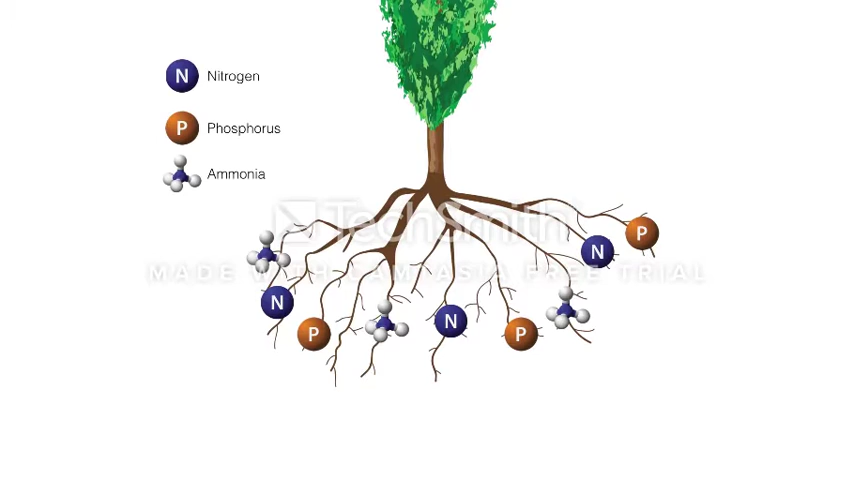 N Nitrogen
P Phosphorus
Ammonia
TechSmith
MADE WITH CAMTASIA FREE TRIAL
P
N
N
P
N
P